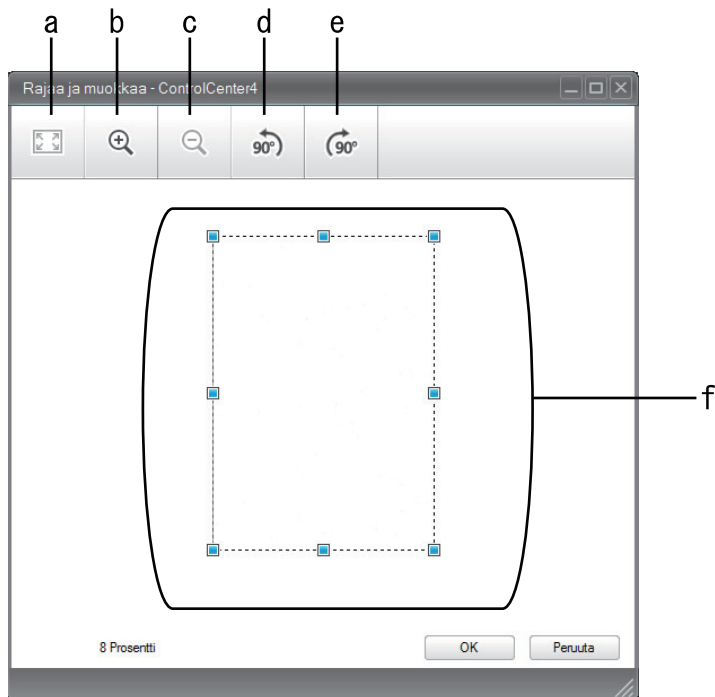 a b c d e
Rajaa ja muokkaa - ControlCenter4
90° 90°
f
8 Prosentti OK Peruuta